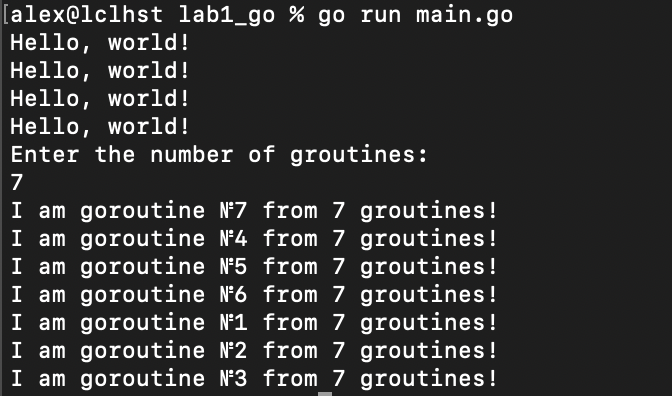 [alex@lclhst lab1_go % go run main.go
Hello, world!
Hello, world!
Hello, world!
Hello, world!
Enter the number of groutines:
7
I am goroutine №7 from 7 groutines!
I am goroutine №4 from 7 groutines!
I am goroutine №5 from 7 groutines!
I am goroutine №6 from 7 groutines!
I am goroutine №1 from 7 groutines!
I am goroutine №2 from 7 groutines!
I am goroutine №3 from 7 groutines!